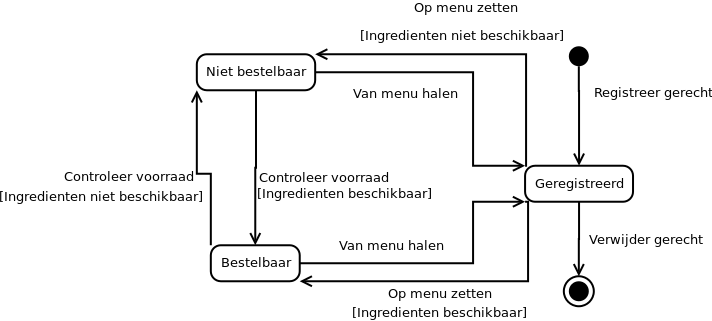 Op menu zetten
[Ingredienten niet beschikbaar]
Niet bestelbaar
Van menu halen
Registreer gerecht
Controleer voorraad
[Ingredienten niet beschikbaar]
Controleer voorraad
[Ingredienten beschikbaar]
Geregistreerd
Van menu halen
Verwijder gerecht
Bestelbaar
Op menu zetten
[Ingredienten beschikbaar]